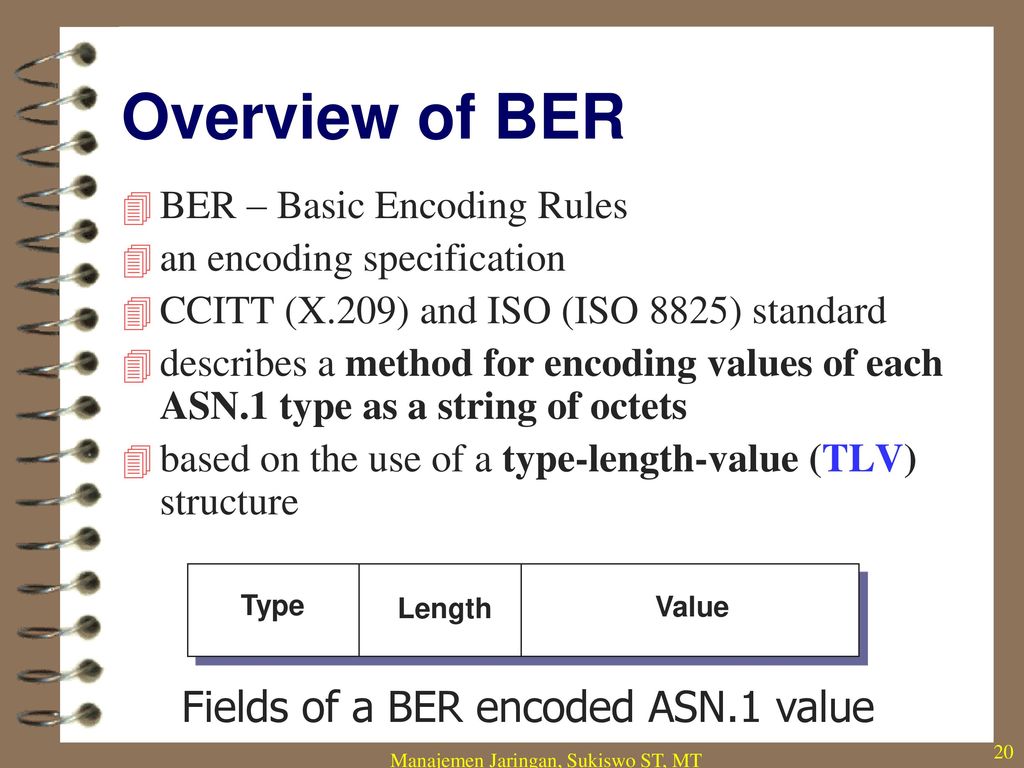 Overview of BER
BER – Basic Encoding Rules
an encoding specification
CCITT (X.209) and ISO (ISO 8825) standard
describes a method for encoding values of each
ASN.1 type as a string of octets
based on the use of a type-length-value (TLV)
structure
Type Length Value
Fields of a BER encoded ASN.1 value
Manajemen Jaringan, Sukiswo ST, MT
20